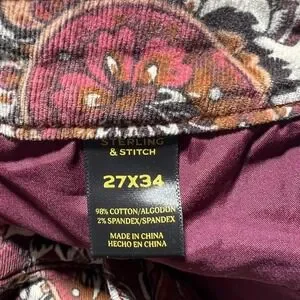 STERLING
& STITCH
27X34
98% COTTON/ALGODON
2% SPANDEX/SPANDEX
MADE IN CHINA
HECHO EN CHINA